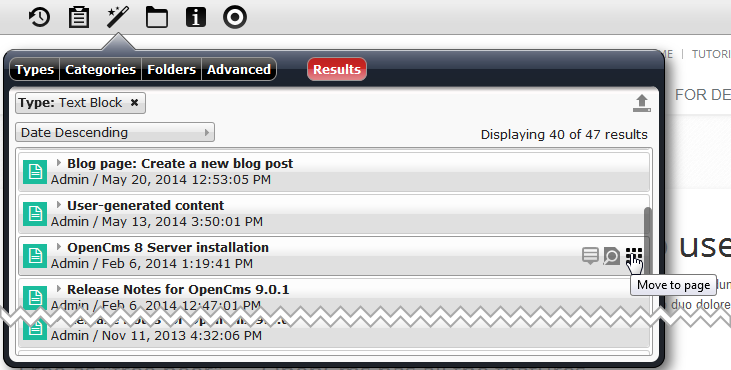 ME | TUTORI
Types Categories Folders Advanced Results
FOR DE
Type: Text Block ✖
Date Descending
Displaying 40 of 47 results
Blog page: Create a new blog post
Admin / May 20, 2014 12:53:05 PM
User-generated content
Admin / May 13, 2014 3:50:01 PM
OpenCms 8 Server installation
Admin / Feb 6, 2014 1:19:41 PM
use
Move to page
Release Notes for OpenCms 9.0.1
Admin / Feb 6, 2014 12:47:01 PM
duo dolore
Admin / Nov 11, 2013 4:32:06 PM